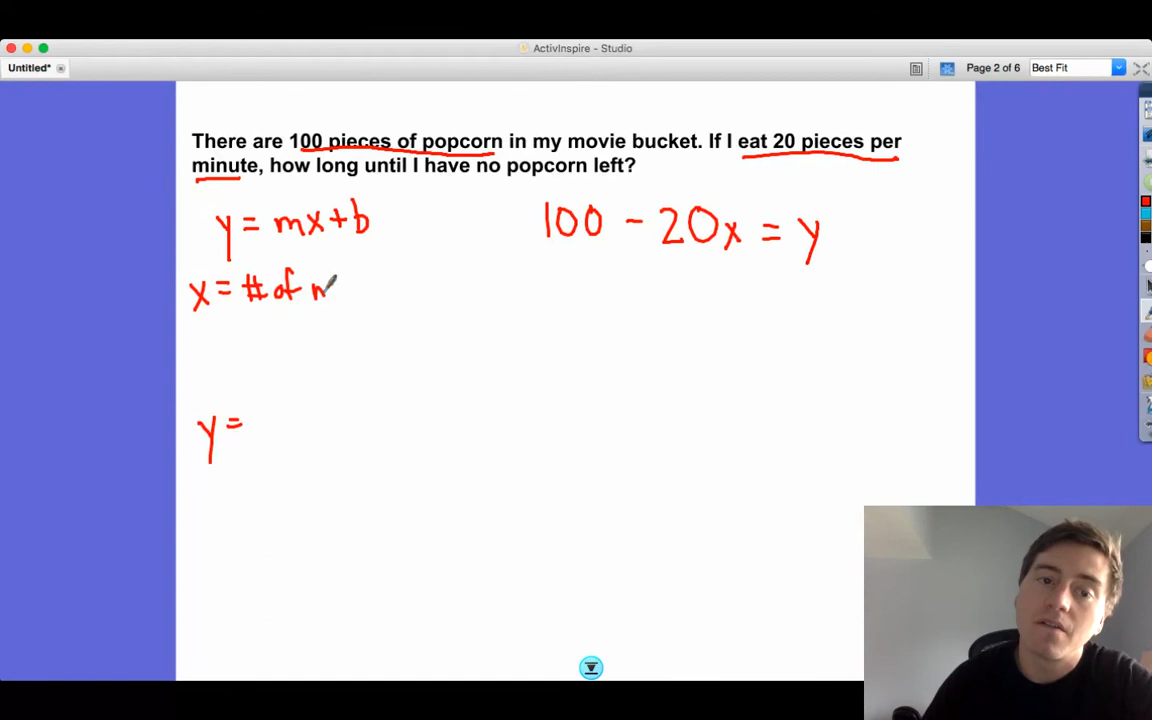 ActivInspire - Studio
Untitled*
Page 2 of 6
Best Fit
There are 100 pieces of popcorn in my movie bucket. If I eat 20 pieces per
minute, how long until I have no popcorn left?
y = mx + b
100 - 20x = y
x = # of
y =